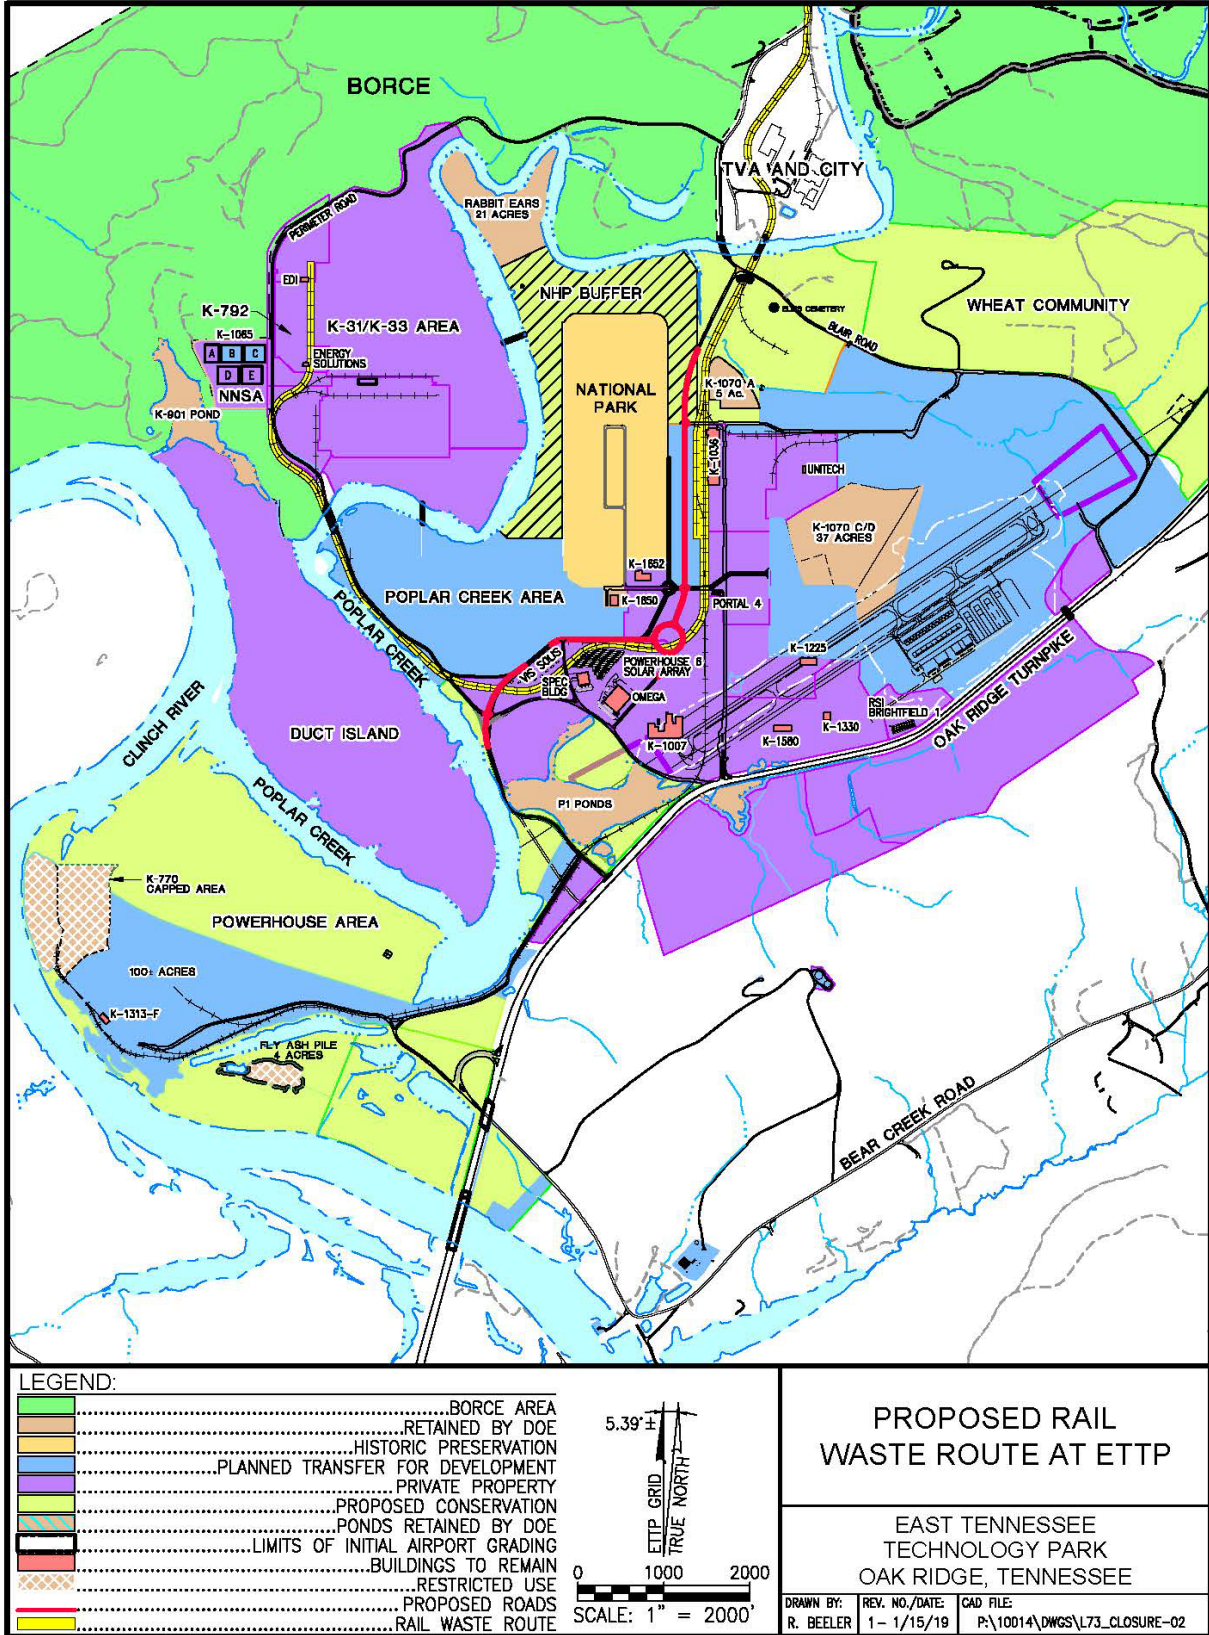 BORCE
TVA AND CITY
RABBIT EARS
21 ACRES
PERIMETER ROAD
EDI
NHP BUFFER
ELLIS CEMETERY
WHEAT COMMUNITY
K-792
K-31/K-33 AREA
BLAIR ROAD
K-1065
A B C
D E
ENERGY
SOLUTIONS
NNSA
NATIONAL
PARK
K-1070 A
5 Ac.
K-901 POND
K-1036
UNITECH
K-1070 C/D
37 ACRES
K-1652
K-1650
POPLAR CREEK AREA
PORTAL 4
POPLAR CREEK
VIS SQUS
SPEC
BLDG
POWERHOUSE 6
SOLAR ARRAY
OMEGA
K-1225
RSI
BRIGHTFIELD 1
OAK RIDGE TURNPIKE
CLINCH RIVER
DUCT ISLAND
K-1007
K-1580
K-1330
POPLAR CREEK
P1 PONDS
K-770
CAPPED AREA
POWERHOUSE AREA
100± ACRES
K-1313-F
FLY ASH PILE
4 ACRES
BEAR CREEK ROAD
LEGEND:
BORCE AREA
RETAINED BY DOE
HISTORIC PRESERVATION
PLANNED TRANSFER FOR DEVELOPMENT
PRIVATE PROPERTY
PROPOSED CONSERVATION
PONDS RETAINED BY DOE
LIMITS OF INITIAL AIRPORT GRADING
BUILDINGS TO REMAIN
RESTRICTED USE
PROPOSED ROADS
RAIL WASTE ROUTE
5.39°±
ETTP GRID
TRUE NORTH
0 1000 2000
SCALE: 1" = 2000'
PROPOSED RAIL
WASTE ROUTE AT ETTP
EAST TENNESSEE
TECHNOLOGY PARK
OAK RIDGE, TENNESSEE
DRAWN BY:
R. BEELER
REV. NO./DATE:
1- 1/15/19
CAD FILE:
P:\10014\DWGS\L73_CLOSURE-02